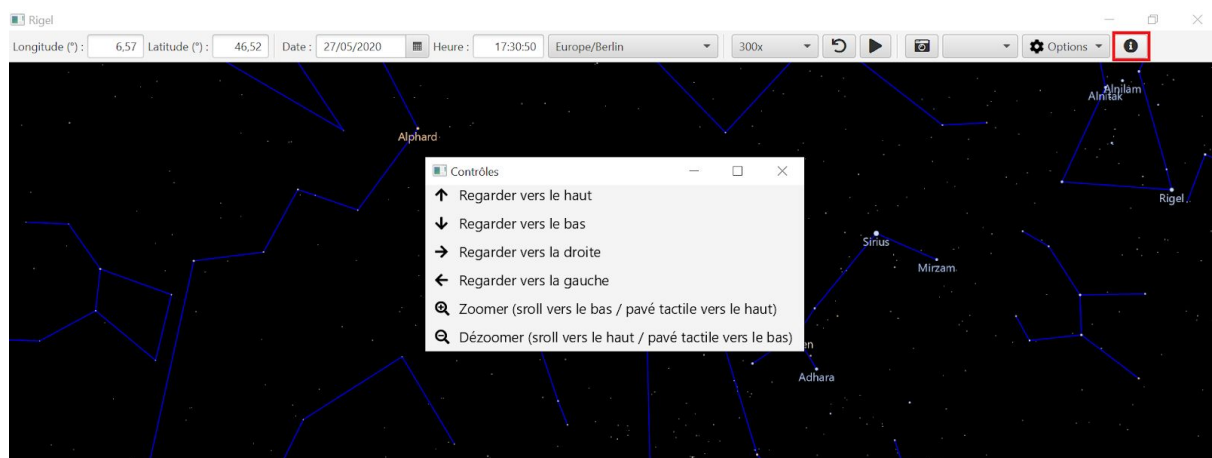 Rigel
Longitude (°) : 6,57 Latitude (°) : 46,52 Date : 27/05/2020 Heure : 17:30:50 Europe/Berlin 300x Options
Alnilam
Alnitak
Alphard
Contrôles
Regarder vers le haut
Regarder vers le bas
Rigel
Regarder vers la droite
Sirius
Mirzam
Regarder vers la gauche
Zoomer (sroll vers le bas / pavé tactile vers le haut)
Dézoomer (sroll vers le haut / pavé tactile vers le bas)
en
Adhara